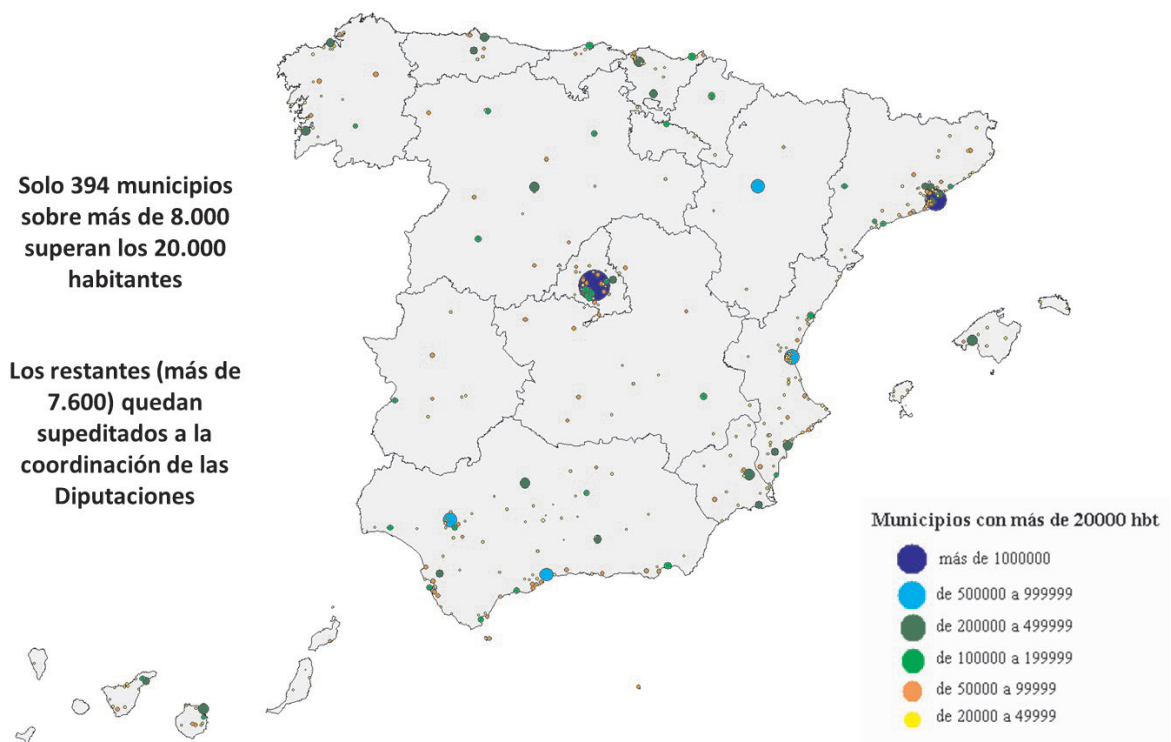 Solo 394 municipios
sobre más de 8.000
superan los 20.000
habitantes
Los restantes (más de
7.600) quedan
supeditados a la
coordinación de las
Diputaciones
Municipios con más de 20000 hbt
más de 1000000
de 500000 a 999999
de 200000 a 499999
de 100000 a 199999
de 50000 a 99999
de 20000 a 49999